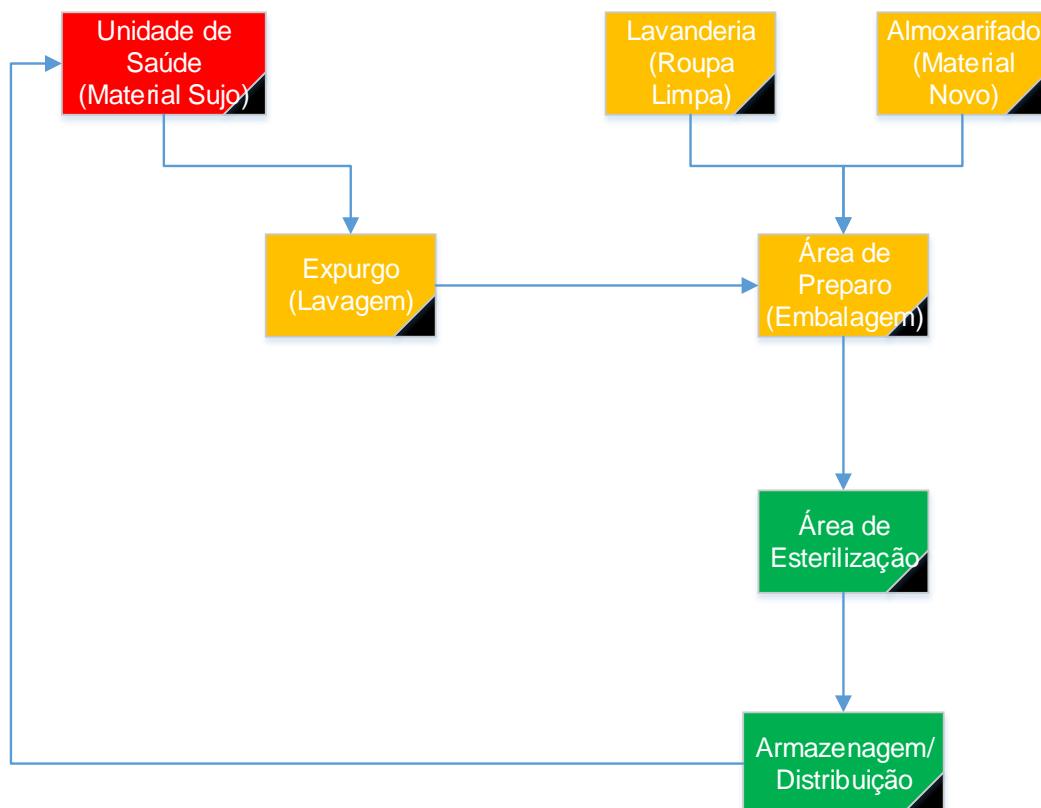 Unidade de
Saúde
(Material Sujo)
Lavanderia
(Roupa
Limpa)
Almoxarifado
(Material
Novo)
Expurgo
(Lavagem)
Área de
Preparo
(Embalagem)
Área de
Esterilização
Armazenagem/
Distribuição